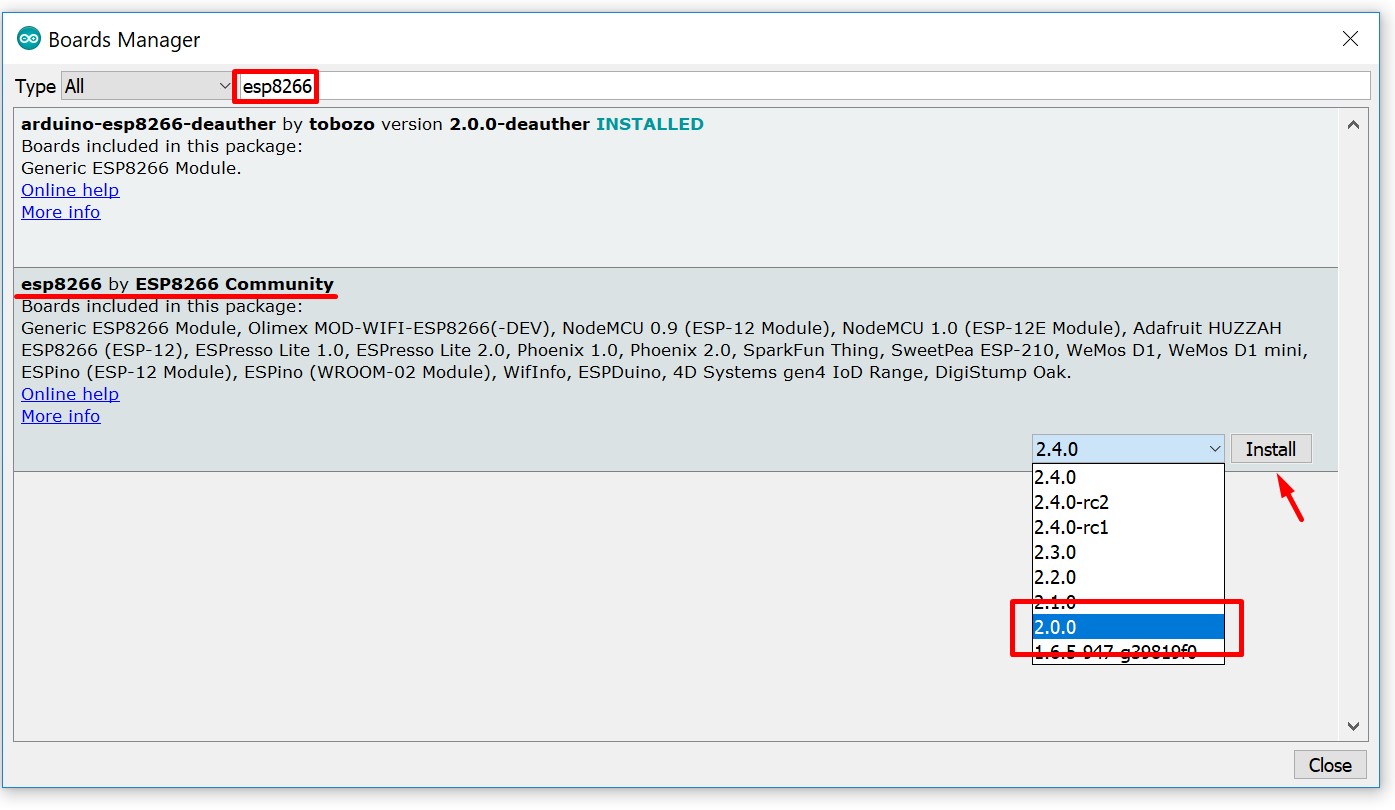 Boards Manager
Type All esp8266
arduino-esp8266-deauther by tobozo version 2.0.0-deauther INSTALLED
Boards included in this package:
Generic ESP8266 Module.
Online help
More info
esp8266 by ESP8266 Community
Boards included in this package:
Generic ESP8266 Module, Olimex MOD-WIFI-ESP8266(-DEV), NodeMCU 0.9 (ESP-12 Module), NodeMCU 1.0 (ESP-12E Module), Adafruit HUZZAH
ESP8266 (ESP-12), ESPresso Lite 1.0, ESPresso Lite 2.0, Phoenix 1.0, Phoenix 2.0, SparkFun Thing, SweetPea ESP-210, WeMos D1, WeMos D1 mini,
ESPino (ESP-12 Module), ESPino (WROOM-02 Module), WifInfo, ESPDuino, 4D Systems gen4 IoD Range, DigiStump Oak.
Online help
More info
2.4.0 Install
2.4.0
2.4.0-rc2
2.4.0-rc1
2.3.0
2.2.0
2.1.0
2.0.0
1.6.5-947-g39819f0
Close